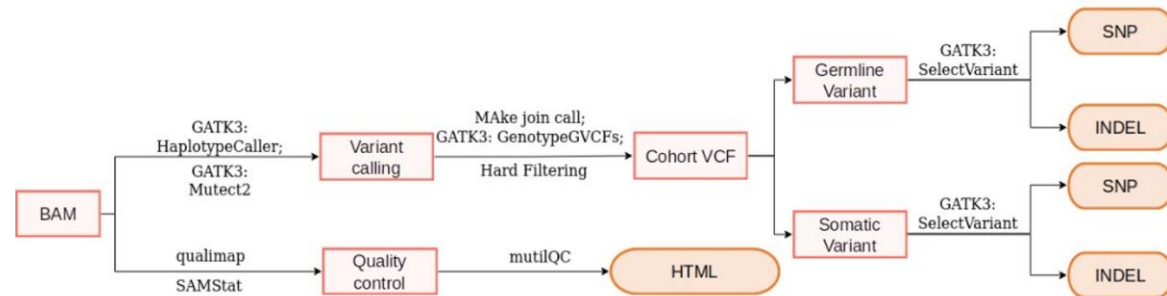 BAM
GATK3:
HaplotypeCaller;
GATK3:
Mutect2
Variant
calling
MAke join call;
GATK3: GenotypeGVCFs;
Hard Filtering
Cohort VCF
Germline
Variant
GATK3:
SelectVariant
SNP
INDEL
Somatic
Variant
GATK3:
SelectVariant
SNP
INDEL
qualimap
SAMStat
Quality
control
mutilQC
HTML